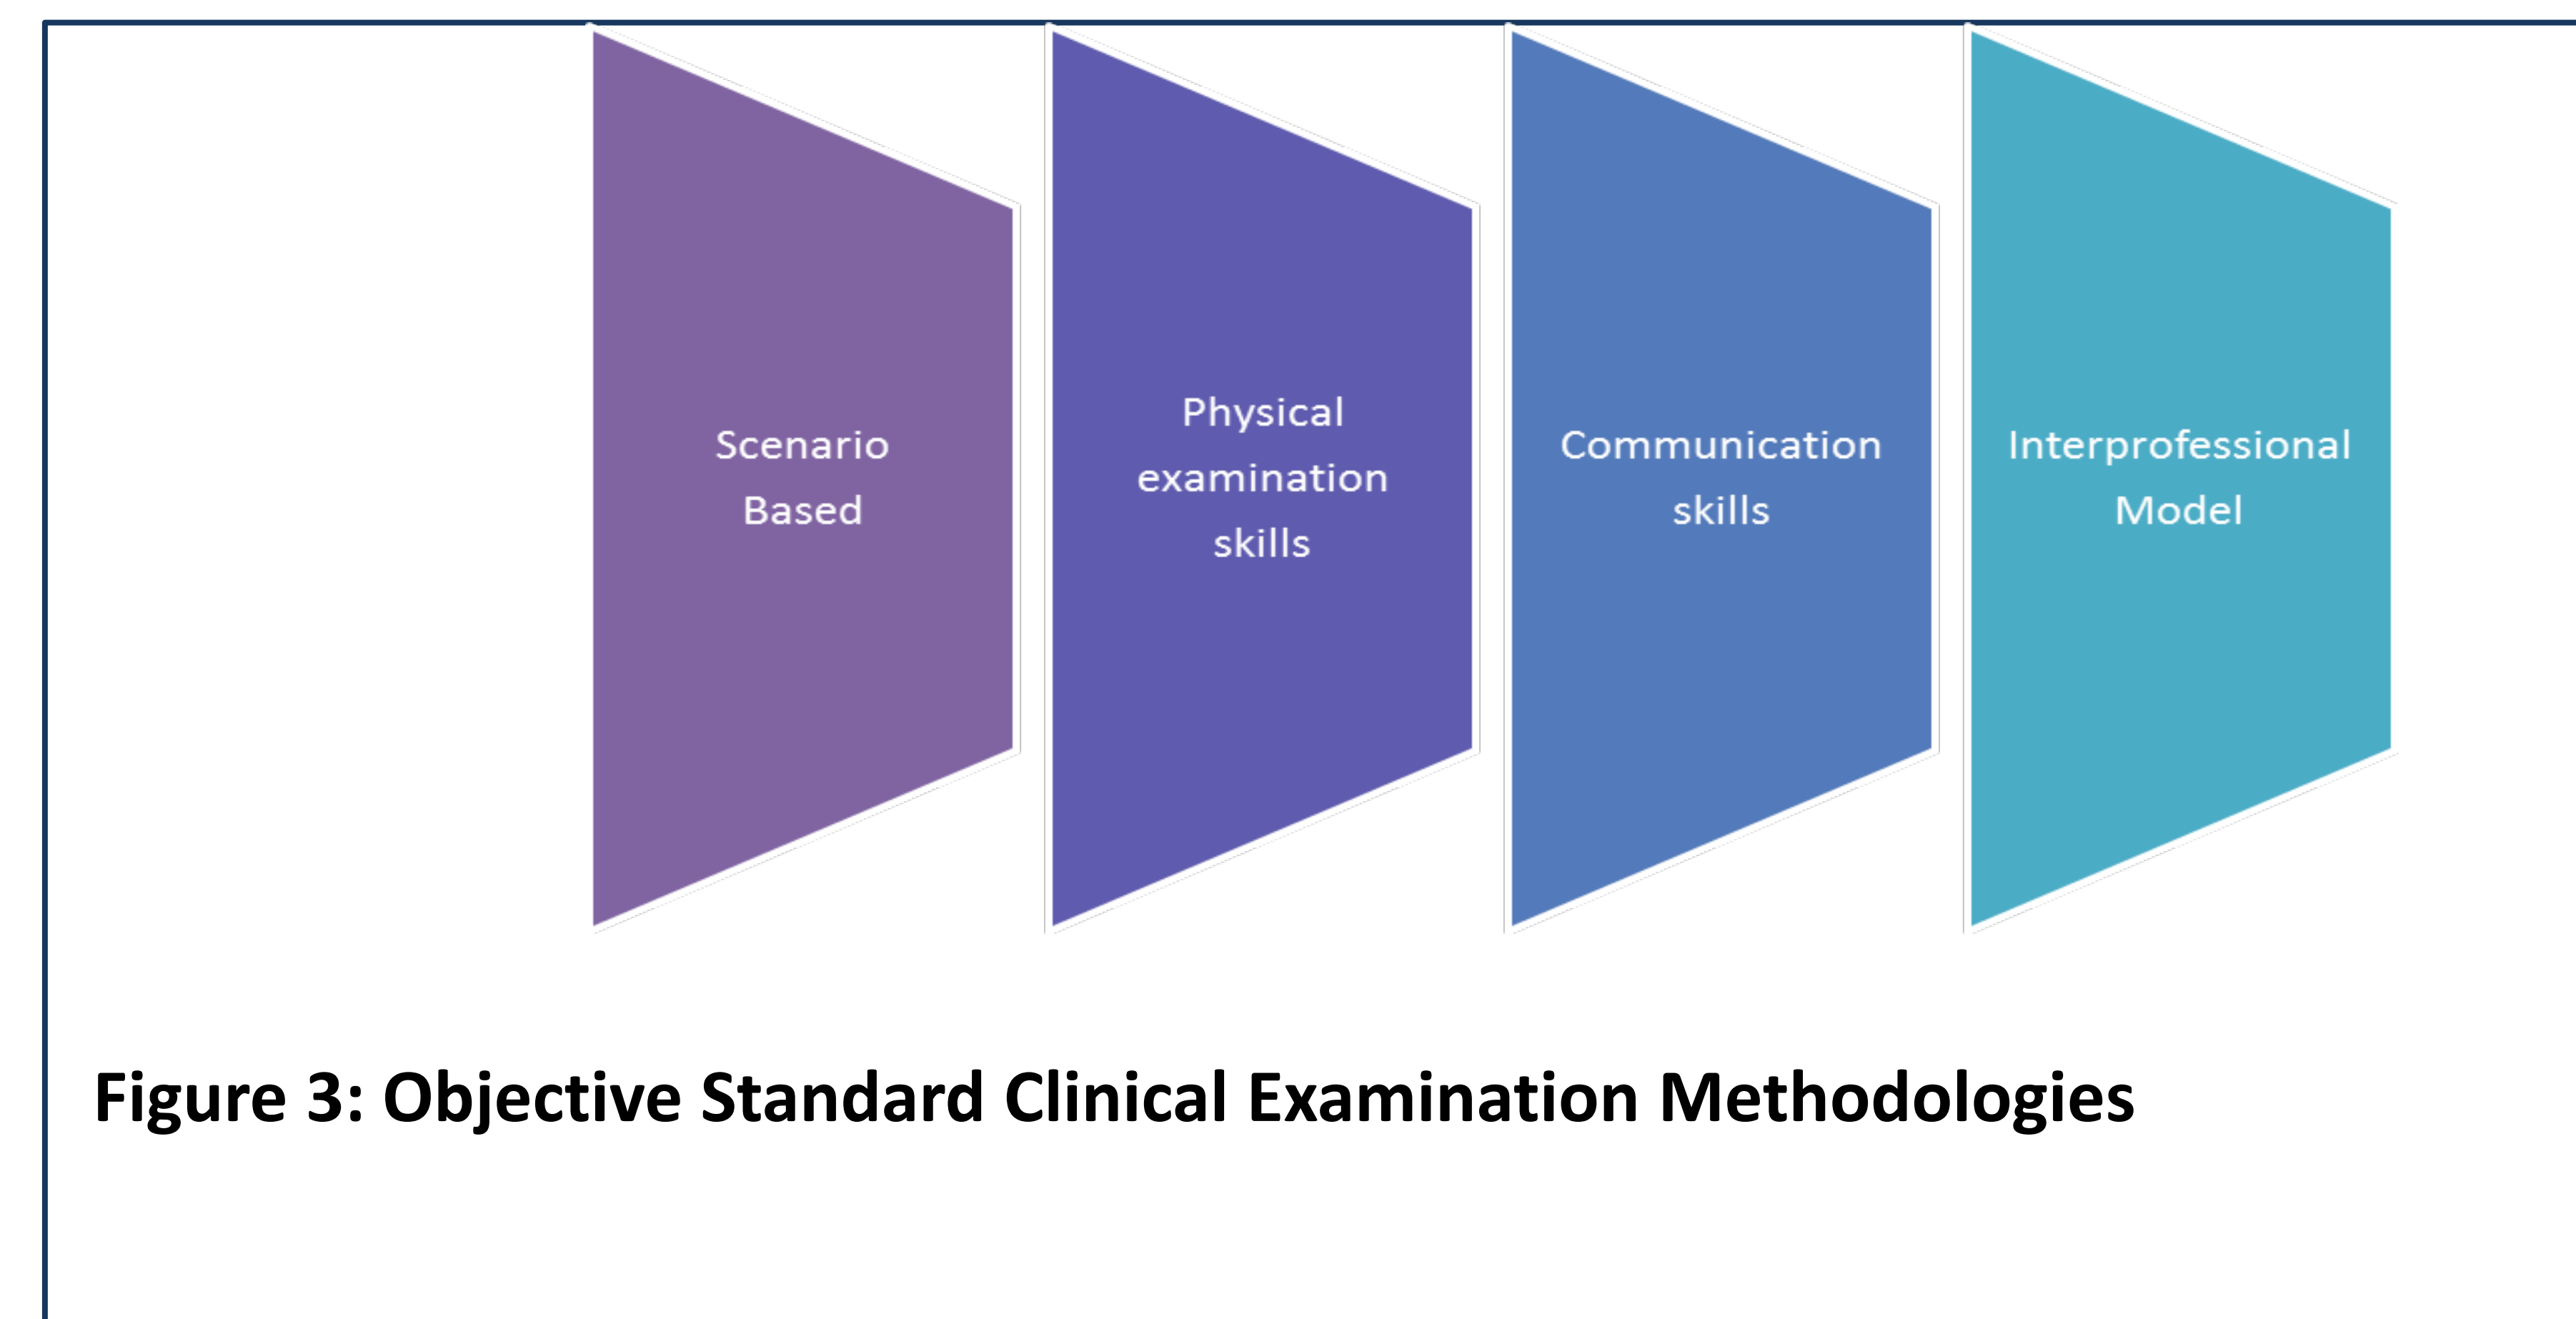 Scenario
Based
Physical
examination
skills
Communication
skills
Interprofessional
Model
Figure 3: Objective Standard Clinical Examination Methodologies